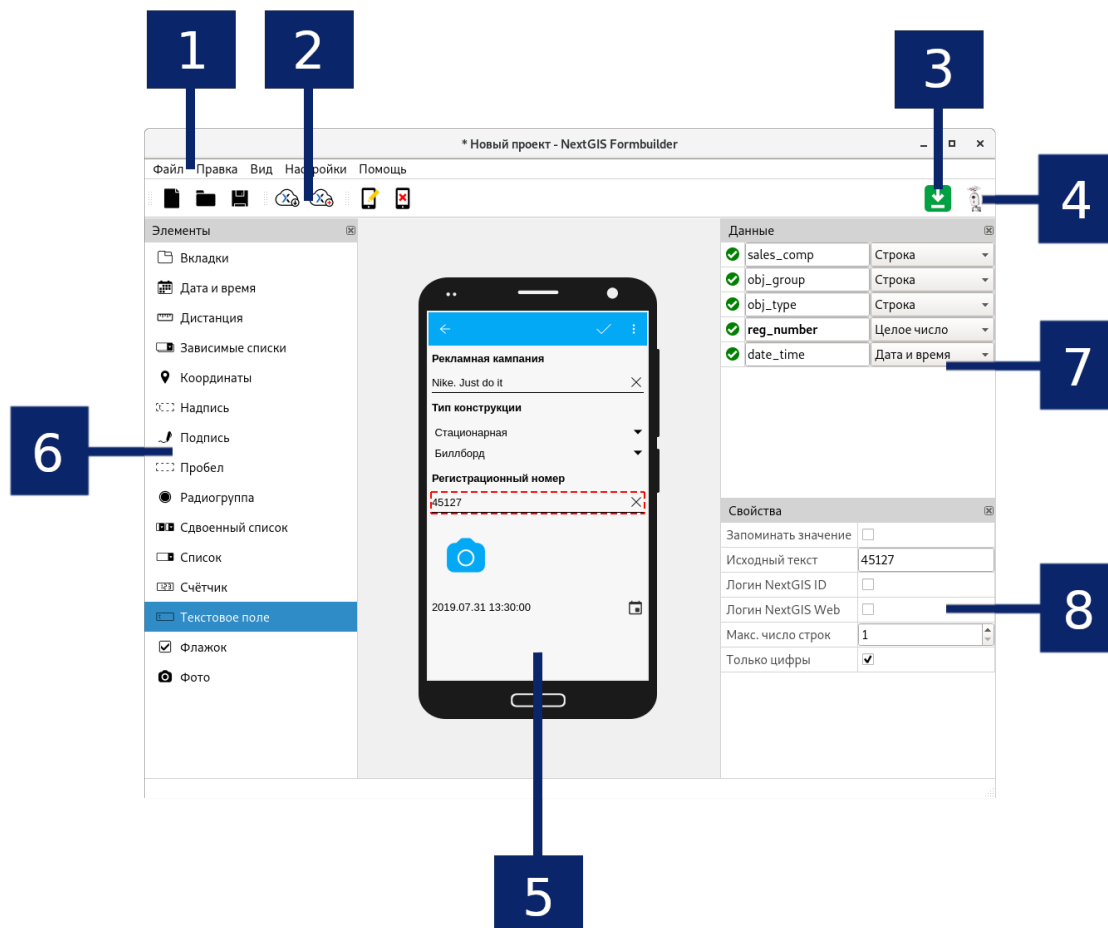 1
2
3
* Новый проект - NextGIS Formbuilder
Файл Правка Вид Настройки Помощь
4
Элементы
Вкладки
Дата и время
Дистанция
Зависимые списки
Координаты
Надпись
Подпись
Пробел
Радиогруппа
Сдвоенный список
Список
Счётчик
Текстовое поле
Флажок
Фото
6
Рекламная кампания
Nike. Just do it
Тип конструкции
Стационарная
Биллборд
Регистрационный номер
45127
2019.07.31 13:30:00
5
Данные
sales_comp Строка
obj_group Строка
obj_type Строка
reg_number Целое число
date_time Дата и время
7
Свойства
Запоминать значение
Исходный текст 45127
Логин NextGIS ID
Логин NextGIS Web
Макс. число строк 1
Только цифры
8